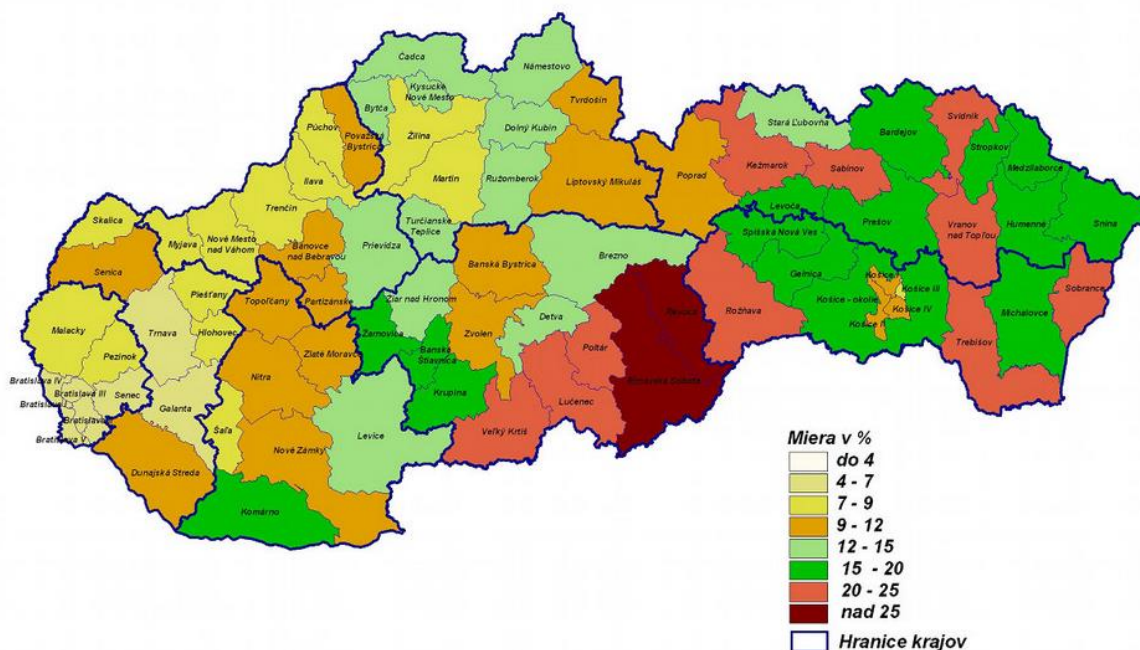 Čadca
Námestovo
Kysucké
Nové Mesto
Bytča
Tvrdošín
Púchov
Považská
Bystrica
Žilina
Dolný Kubín
Stará Ľubovňa
Svidník
Bardejov
Stropkov
Medzilaborce
Ilava
Martin
Ružomberok
Liptovský Mikuláš
Poprad
Kežmarok
Sabinov
Trenčín
Levoča
Prešov
Vranov
nad Topľou
Humenné
Snina
Skalica
Myjava
Nové Mesto
nad Váhom
Bánovce
nad Bebravou
Prievidza
Turčianske
Teplice
Spišská Nová Ves
Senica
Banská Bystrica
Brezno
Gelnica
Košice I
Košice III
Sobrance
Piešťany
Topoľčany
Partizánske
Žiar nad Hronom
Košice - okolie
Košice IV
Michalovce
Malacky
Trnava
Hlohovec
Detva
Revúca
Rožňava
Košice II
Pezinok
Zlaté Moravce
Žarnovica
Banská
Štiavnica
Zvolen
Poltár
Trebišov
Nitra
Bratislava IV
Bratislava III
Senec
Krupina
Rimavská Sobota
Lučenec
Galanta
Bratislava V
Šaľa
Levice
Veľký Krtíš
Dunajská Streda
Nové Zámky
Komárno
Miera v %
do 4
4 - 7
7 - 9
9 - 12
12 - 15
15 - 20
20 - 25
nad 25
Hranice krajov